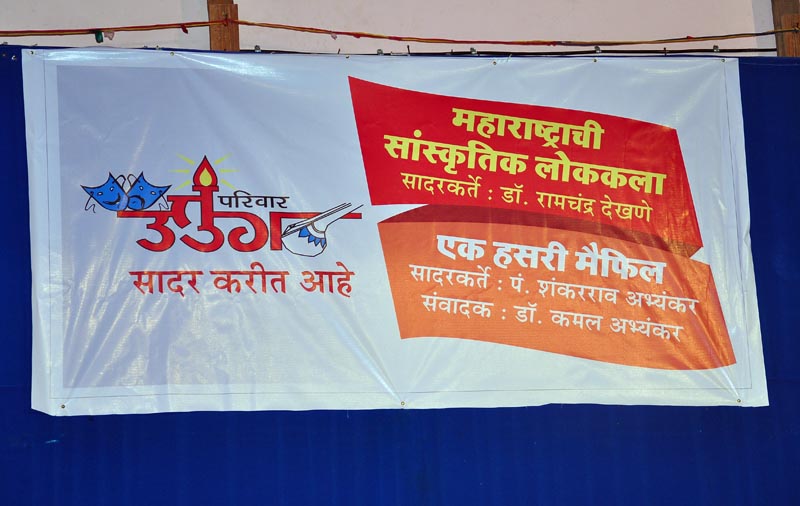 परिवार
उत्तुंग
सादर करीत आहे
महाराष्ट्राची
सांस्कृतिक लोककला
सादरकर्ते : डॉ. रामचंद्र देखणे
एक हसरी मैफिल
सादरकर्ते : पं. शंकरराव अभ्यंकर
संवादक : डॉ. कमल अभ्यंकर